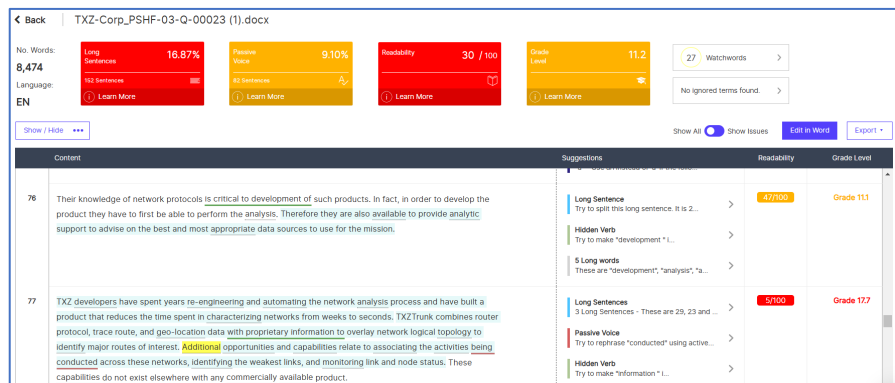 Back TXZ-Corp_PSHF-03-Q-00023 (1).docx
No. Words:
8,474
Language:
EN
Long Sentences 16.87%
152 Sentences
Learn More
Passive Voice 9.10%
82 Sentences
Learn More
Readability 30 / 100
Learn More
Grade Level 11.2
Learn More
27 Watchwords
No ignored terms found.
Show / Hide
Show All Show Issues
Edit in Word
Export
Content Suggestions Readability Grade Level
76
Their knowledge of network protocols is critical to development of such products. In fact, in order to develop the
product they have to first be able to perform the analysis. Therefore they are also available to provide analytic
support to advise on the best and most appropriate data sources to use for the mission.
Long Sentence
Try to split this long sentence. It is 2...
Hidden Verb
Try to make "development " i...
5 Long words
These are "development", "analysis", "a...
47/100
Grade 11.1
77
TXZ developers have spent years re-engineering and automating the network analysis process and have built a
product that reduces the time spent in characterizing networks from weeks to seconds. TXZTrunk combines router
protocol, trace route, and geo-location data with proprietary information to overlay network logical topology to
identify major routes of interest. Additional opportunities and capabilities relate to associating the activities being
conducted across these networks, identifying the weakest links, and monitoring link and node status. These
capabilities do not exist elsewhere with any commercially available product.
Long Sentences
3 Long Sentences - These are 29, 23 and ...
Passive Voice
Try to rephrase "conducted" using active...
Hidden Verb
Try to make "information " i...
5/100
Grade 17.7